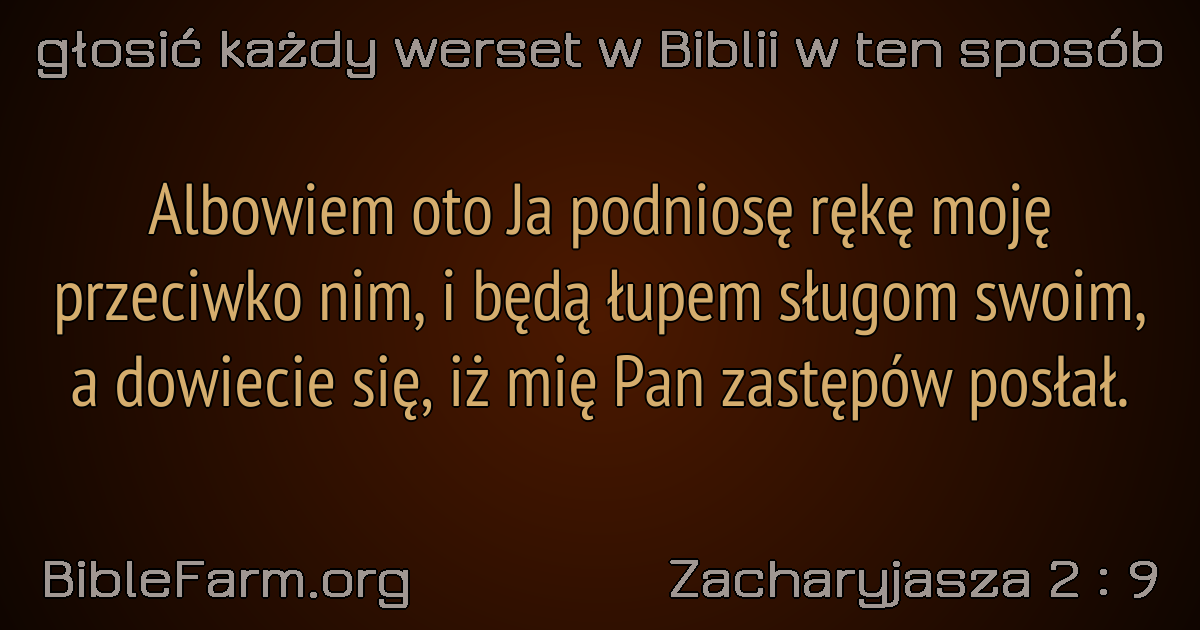 głosić każdy werset w Biblii w ten sposób
Albowiem oto Ja podniosę rękę moję
przeciwko nim, i będą łupem sługom swoim,
a dowiecie się, iż mię Pan zastępów posłał.
BibleFarm.org
Zacharyjasza 2 : 9